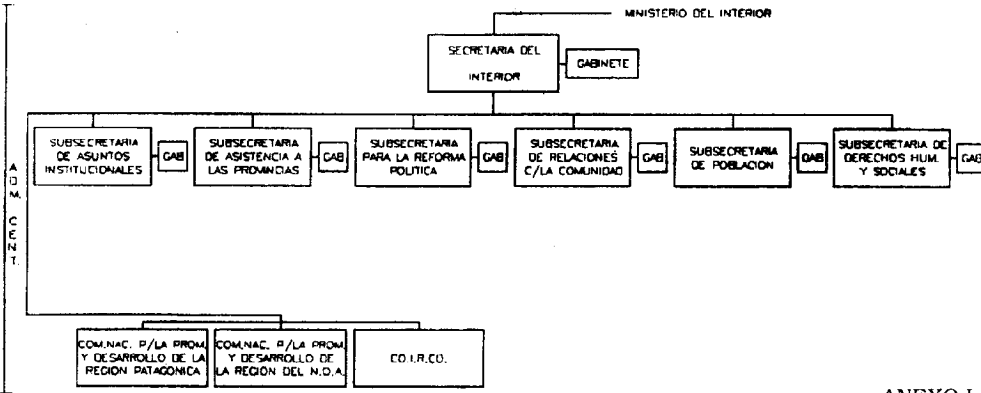 MINISTERIO DEL INTERIOR
SECRETARIA DEL
INTERIOR
GABINETE
SUBSECRETARIA
DE ASUNTOS
INSTITUCIONALES
GAB
SUBSECRETARIA
DE ASISTENCIA A
LAS PROVINCIAS
GAB
SUBSECRETARIA
PARA LA REFORMA
POLITICA
GAB
SUBSECRETARIA
DE RELACIONES
C/LA COMUNIDAD
GAB
SUBSECRETARIA
DE POBLACION
GAB
SUBSECRETARIA DE
DERECHOS HUM.
Y SOCIALES
GAB
ADM. CENT.
COM.NAC. P/LA PROM.
Y DESARROLLO DE LA
REGION PATAGONICA
COM.NAC. P/LA PROM.
Y DESARROLLO DE
LA REGION DEL N.O.A.
CO.I.R.CO.